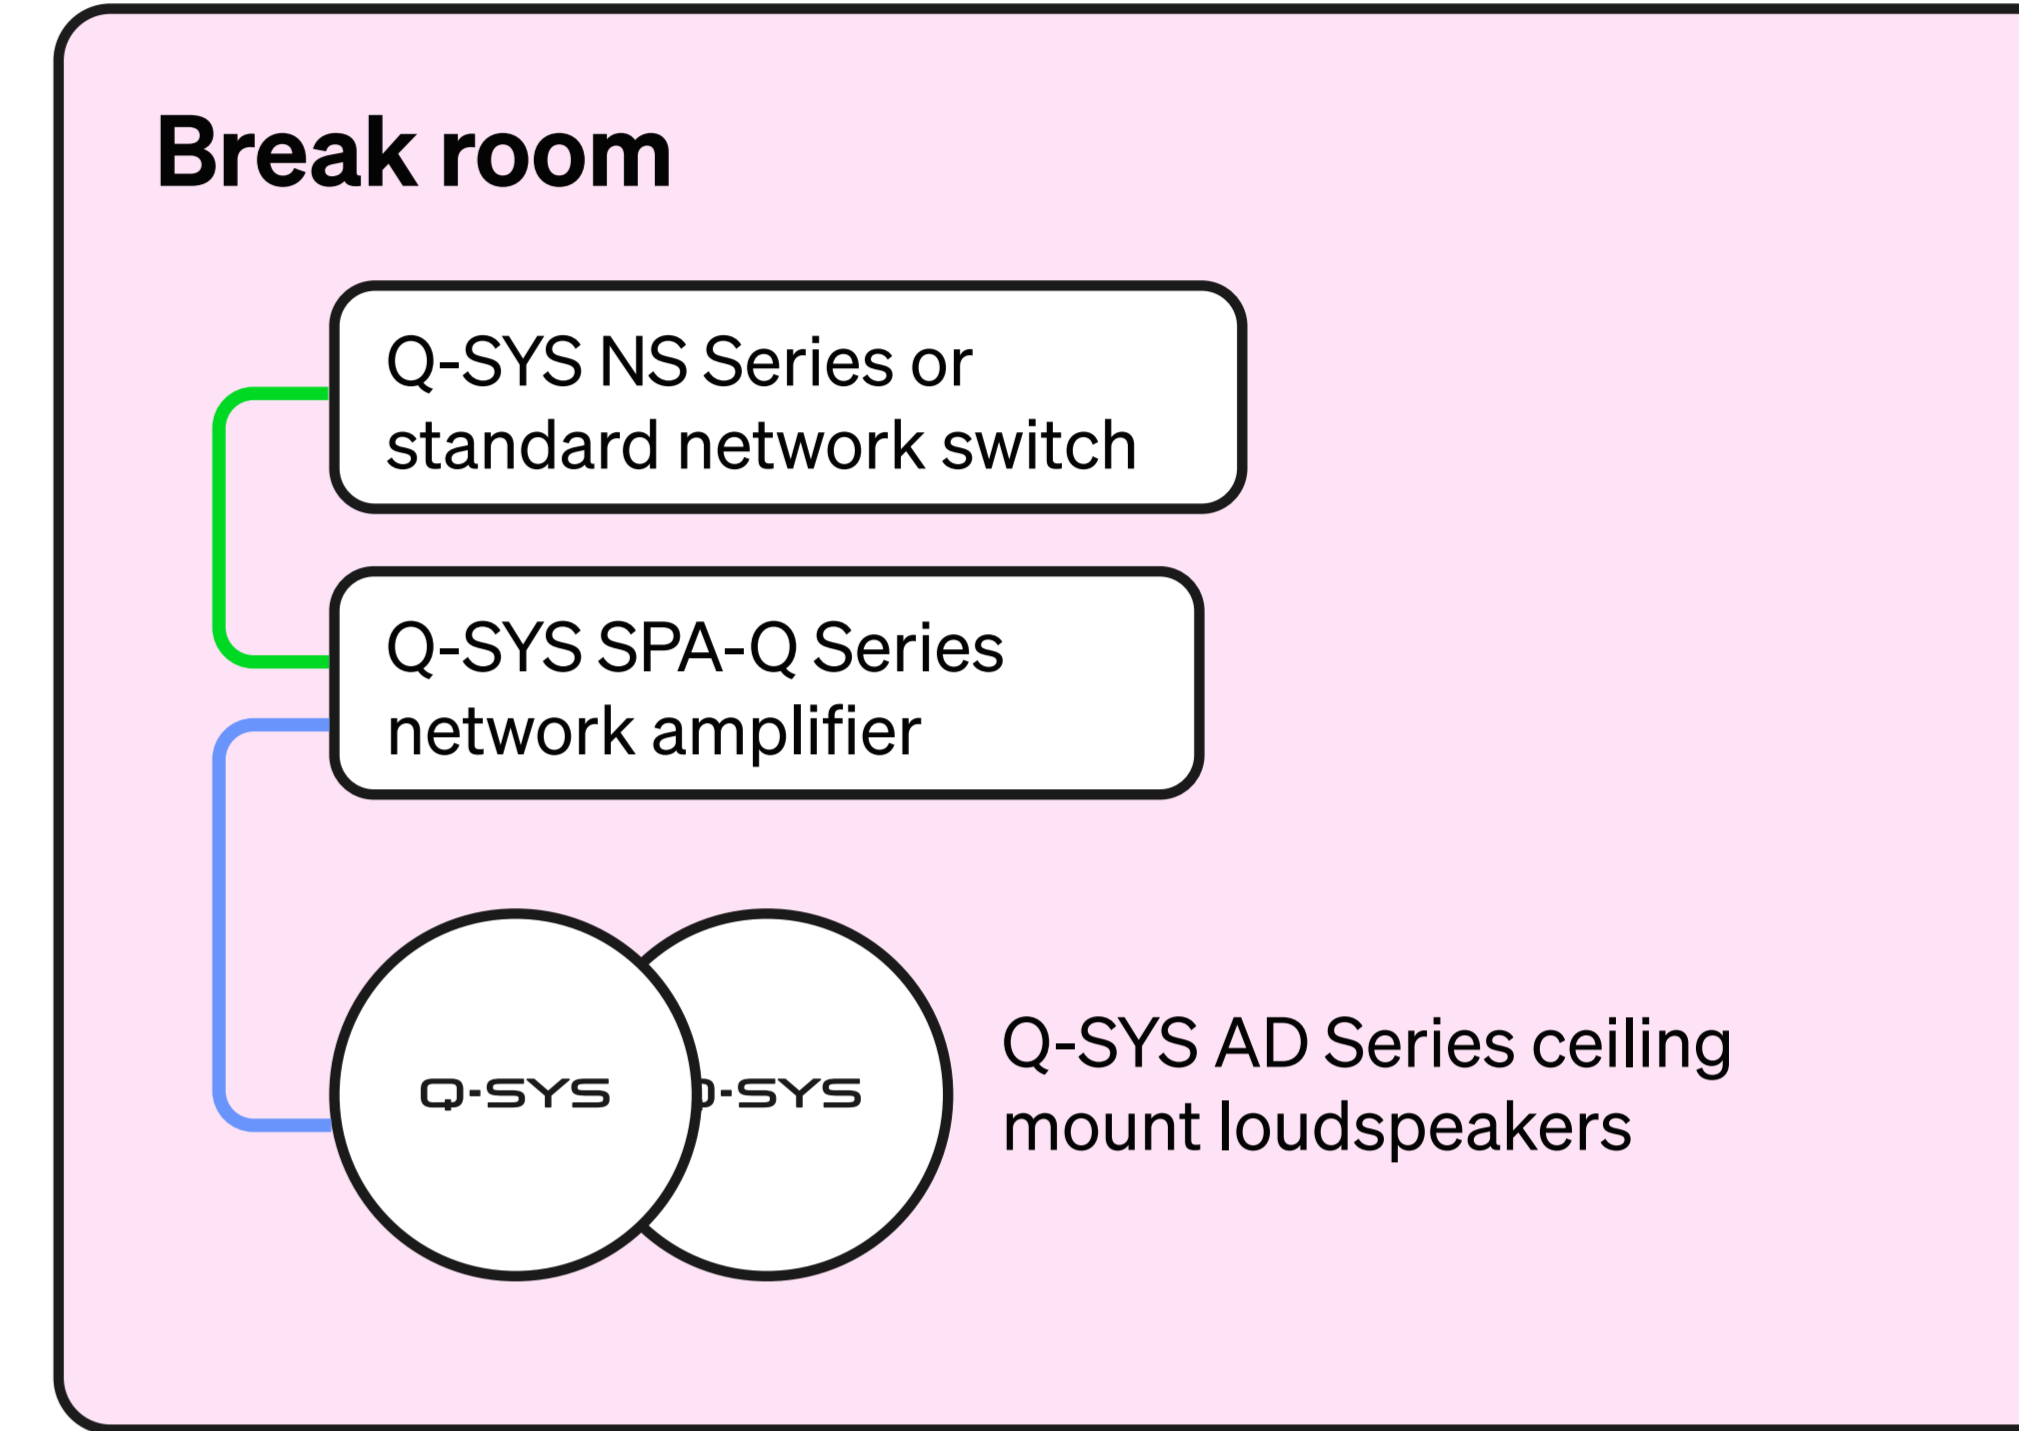 Break room
Q-SYS NS Series or
standard network switch
Q-SYS SPA-Q Series
network amplifier
Q-SYS
-SYS
Q-SYS AD Series ceiling
mount loudspeakers